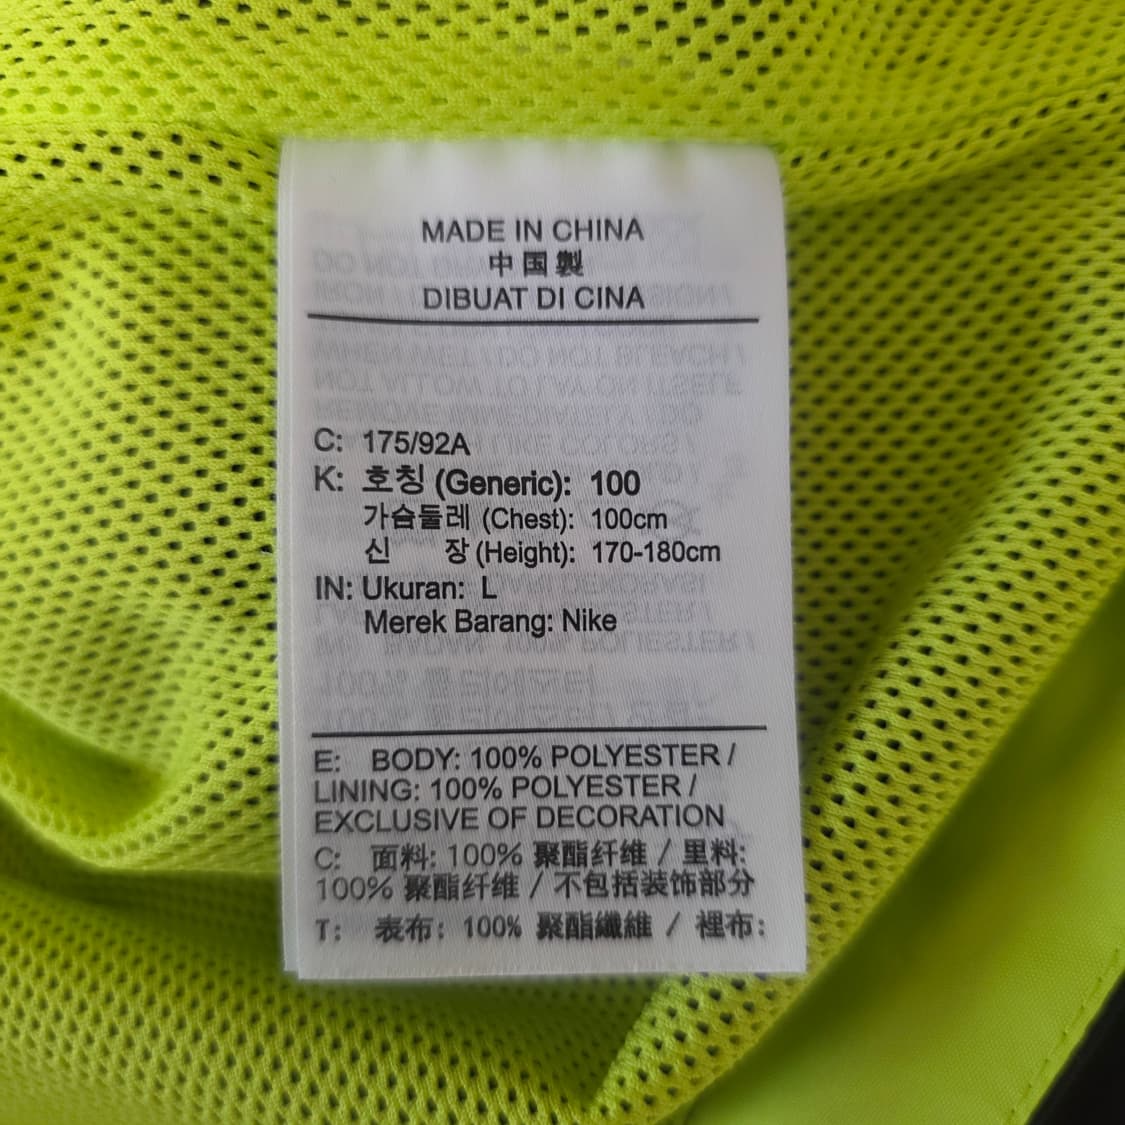 MADE IN CHINA
中国製
DIBUAT DI CINA
C: 175/92A
K: 호칭 (Generic): 100
가슴둘레 (Chest): 100cm
신 장 (Height): 170-180cm
IN: Ukuran: L
Merek Barang: Nike
E: BODY: 100% POLYESTER /
LINING: 100% POLYESTER /
EXCLUSIVE OF DECORATION
C: 面料: 100% 聚酯纤维 / 里料:
100% 聚酯纤维 / 不包括装饰部分
T: 表布: 100% 聚酯纖維 / 裡布: